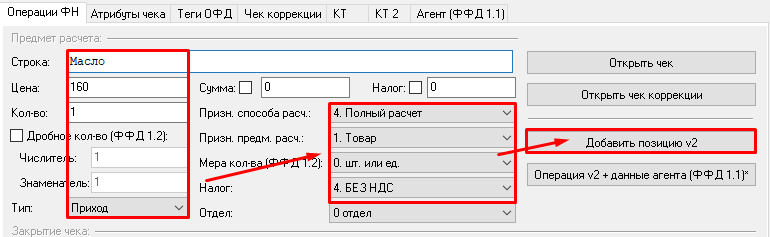 Операции ФН Атрибуты чека Теги ОФД Чек коррекции КТ КТ 2 Агент (ФФД 1.1)
Предмет расчета:
Строка: Масло
Открыть чек
Цена: 160 Сумма: 0 Налог: 0
Открыть чек коррекции
Кол-во: 1 Призн. способа расч.: 4. Полный расчет
Дробное кол-во (ФФД 1.2): Призн. предм. расч.: 1. Товар
Добавить позицию v2
Числитель: 1 Мера кол-ва (ФФД 1.2): 0. шт. или ед.
Операция v2 + данные агента (ФФД 1.1)*
Знаменатель: 1 Налог: 4. БЕЗ НДС
Тип: Приход Отдел: 0 отдел
Закрытие чека: